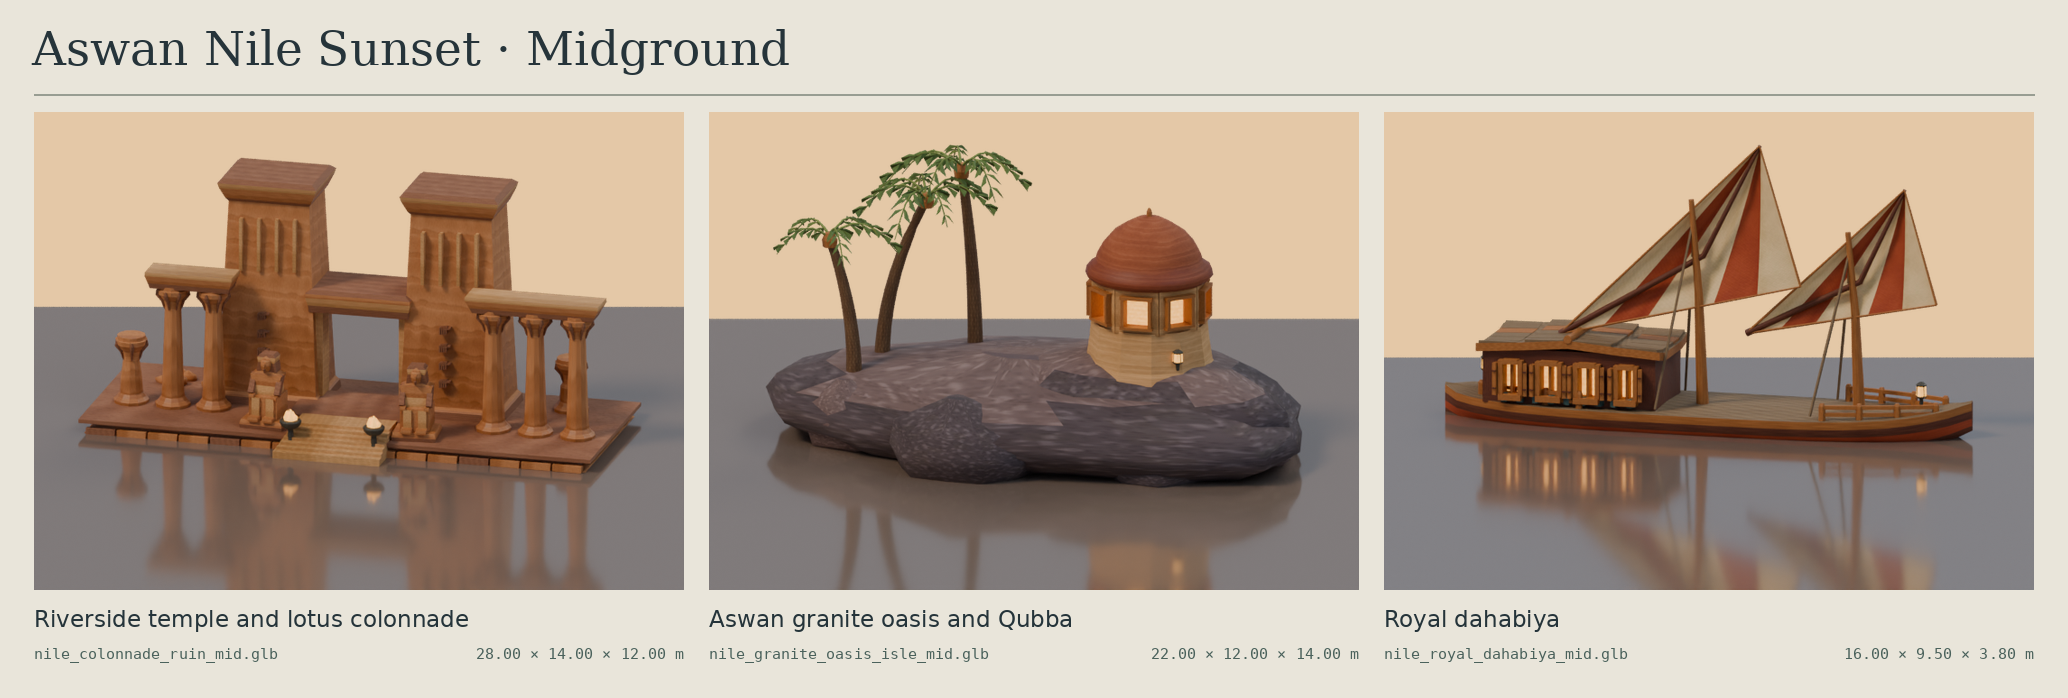 Aswan Nile Sunset · Midground
Riverside temple and lotus colonnade
nile_colonnade_ruin_mid.glb 28.00 × 14.00 × 12.00 m
Aswan granite oasis and Qubba
nile_granite_oasis_isle_mid.glb 22.00 × 12.00 × 14.00 m
Royal dahabiya
nile_royal_dahabiya_mid.glb 16.00 × 9.50 × 3.80 m